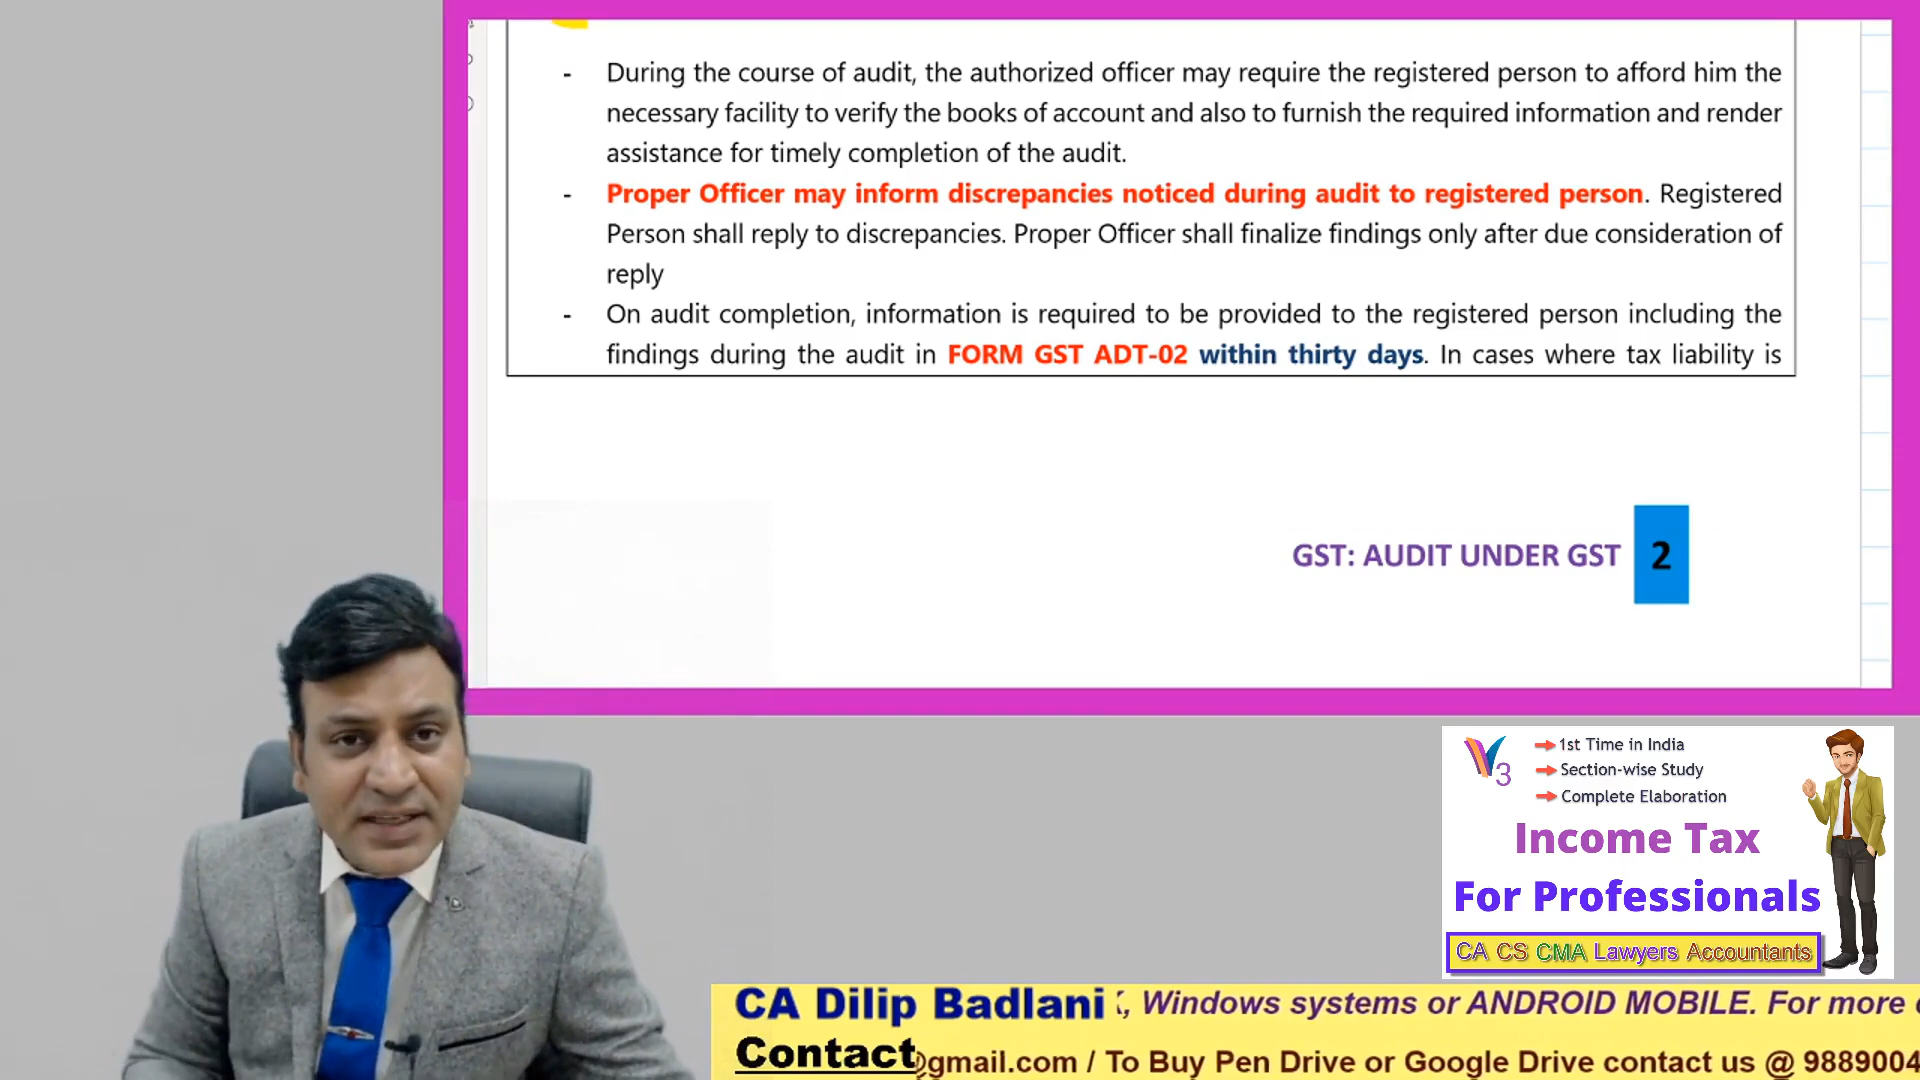 - During the course of audit, the authorized officer may require the registered person to afford him the
necessary facility to verify the books of account and also to furnish the required information and render
assistance for timely completion of the audit.
- Proper Officer may inform discrepancies noticed during audit to registered person. Registered
Person shall reply to discrepancies. Proper Officer shall finalize findings only after due consideration of
reply
- On audit completion, information is required to be provided to the registered person including the
findings during the audit in FORM GST ADT-02 within thirty days. In cases where tax liability is
GST: AUDIT UNDER GST 2
V3
1st Time in India
Section-wise Study
Complete Elaboration
Income Tax
For Professionals
CA CS CMA Lawyers Accountants
CA Dilip Badlani , Windows systems or ANDROID MOBILE. For more
Contact @gmail.com / To Buy Pen Drive or Google Drive contact us @ 9889004